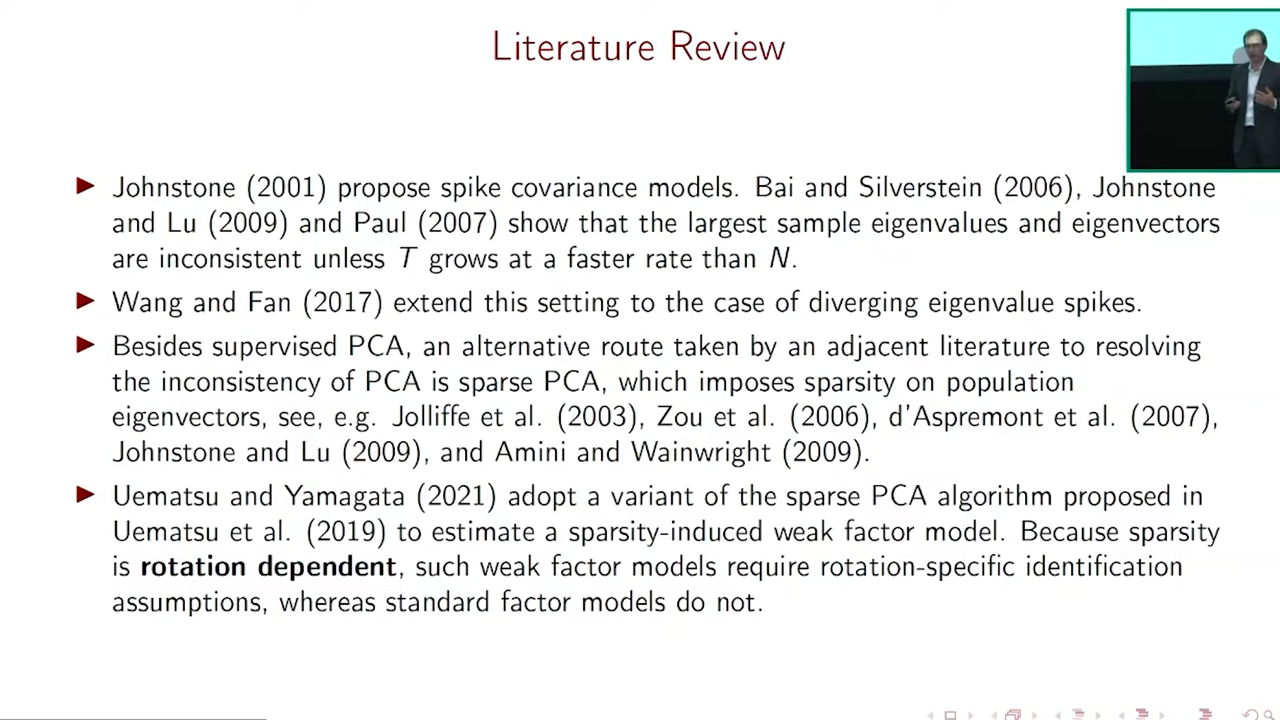 Literature Review
Johnstone (2001) propose spike covariance models. Bai and Silverstein (2006), Johnstone
and Lu (2009) and Paul (2007) show that the largest sample eigenvalues and eigenvectors
are inconsistent unless T grows at a faster rate than N.
Wang and Fan (2017) extend this setting to the case of diverging eigenvalue spikes.
Besides supervised PCA, an alternative route taken by an adjacent literature to resolving
the inconsistency of PCA is sparse PCA, which imposes sparsity on population
eigenvectors, see, e.g. Jolliffe et al. (2003), Zou et al. (2006), d'Aspremont et al. (2007),
Johnstone and Lu (2009), and Amini and Wainwright (2009).
Uematsu and Yamagata (2021) adopt a variant of the sparse PCA algorithm proposed in
Uematsu et al. (2019) to estimate a sparsity-induced weak factor model. Because sparsity
is rotation dependent, such weak factor models require rotation-specific identification
assumptions, whereas standard factor models do not.